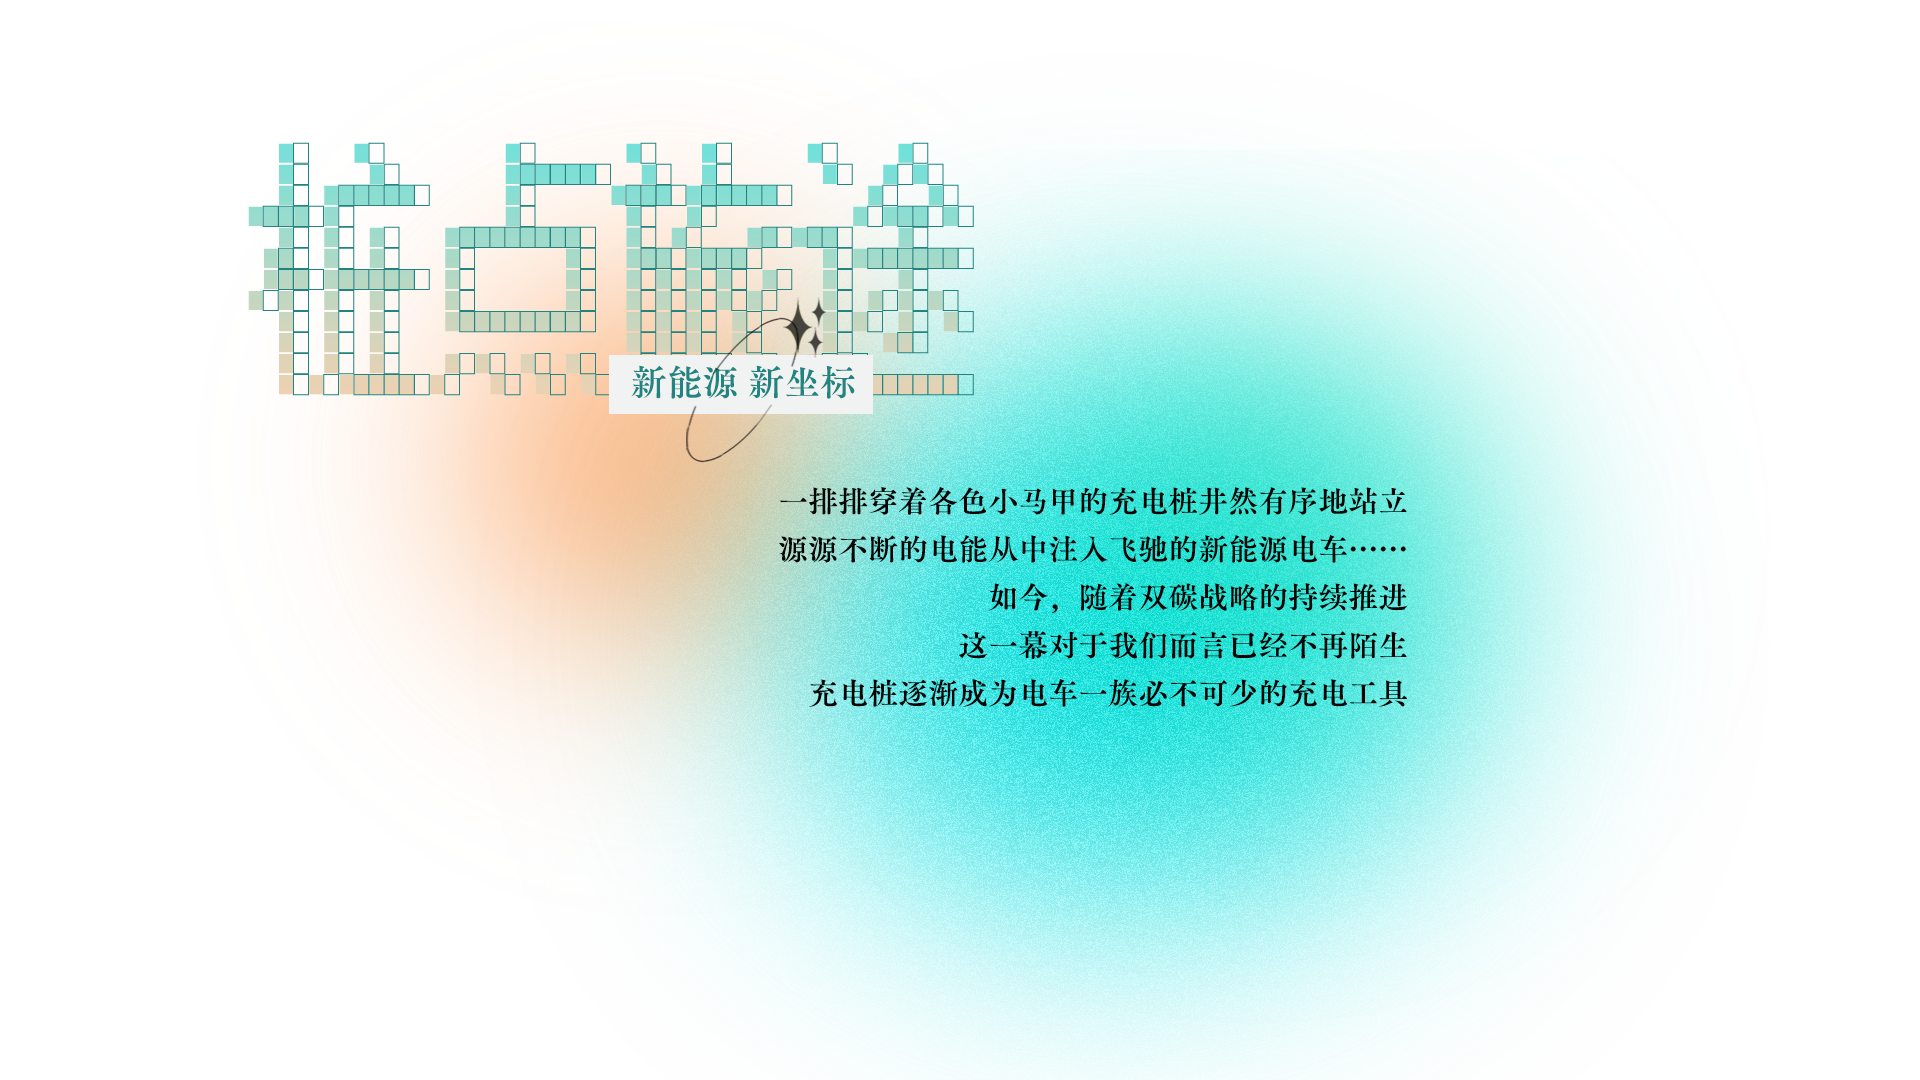 桩点旅途
新能源 新坐标
一排排穿着各色小马甲的充电桩井然有序地站立
源源不断的电能从中注入飞驰的新能源电车……
如今，随着双碳战略的持续推进
这一幕对于我们而言已经不再陌生
充电桩逐渐成为电车一族必不可少的充电工具